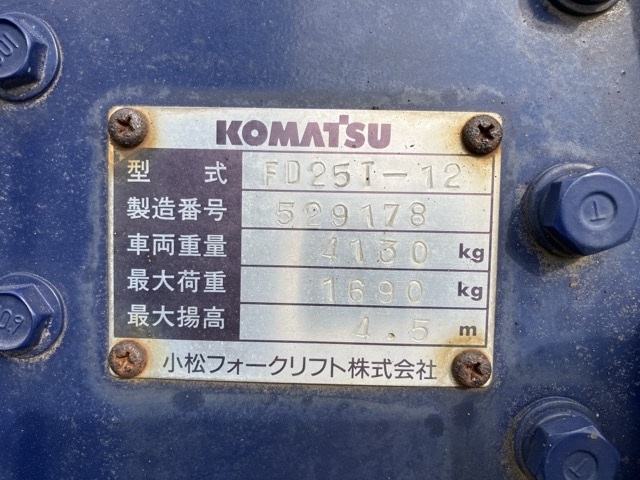 KOMATSU
型 式 FD25T-12
製造番号 529178
車両重量 4130 kg
最大荷重 1690 kg
最大揚高 4.5 m
小松フォークリフト株式会社